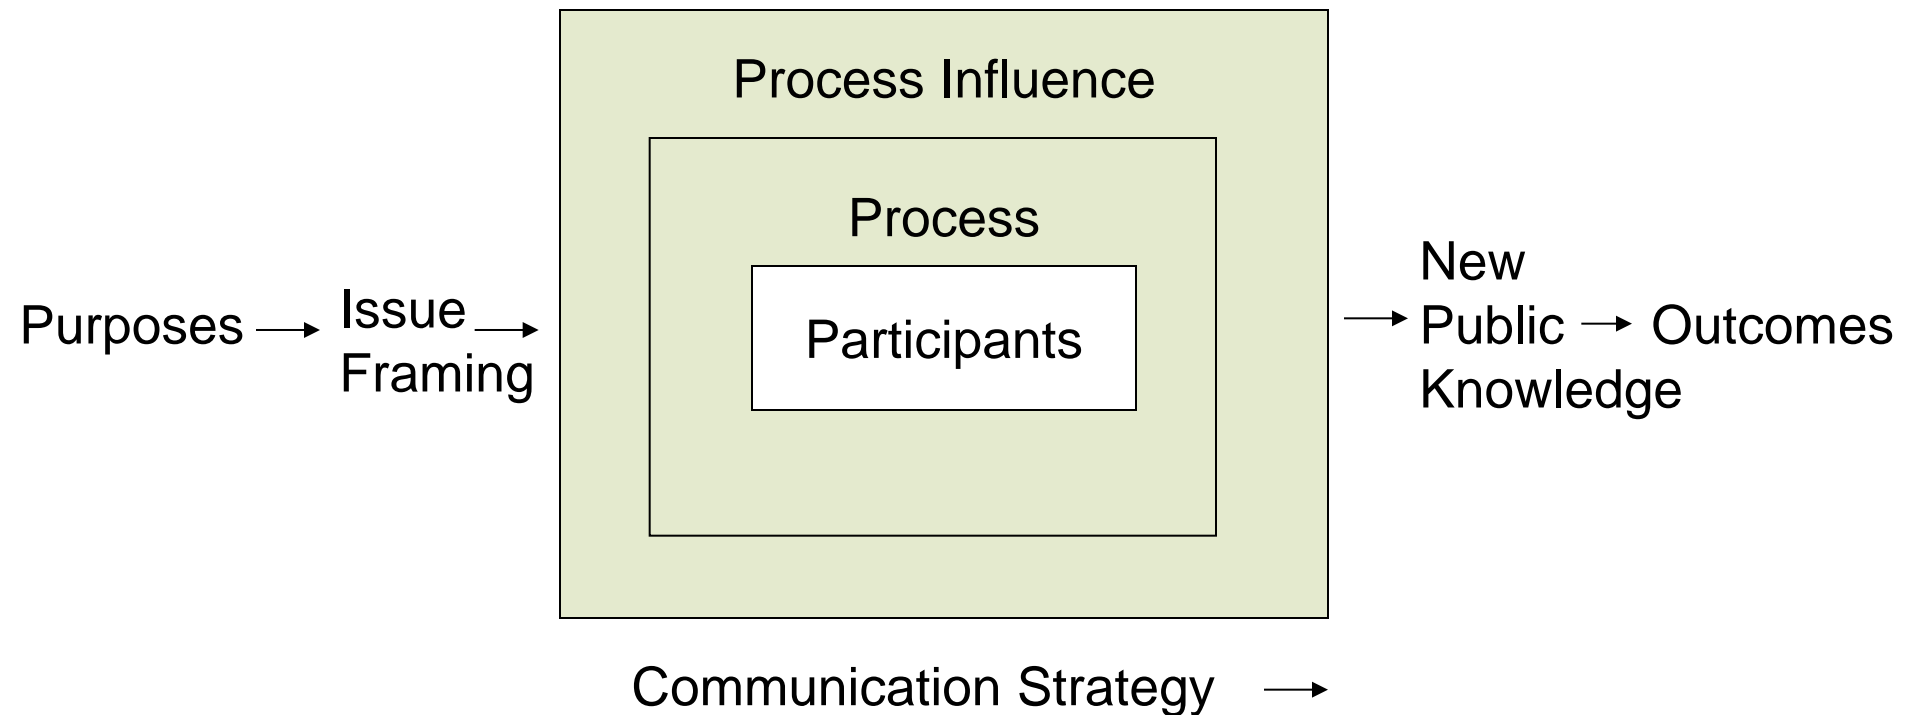 Process Influence
Process
Participants
Purposes
Issue
Framing
New
Public
Knowledge
Outcomes
Communication Strategy